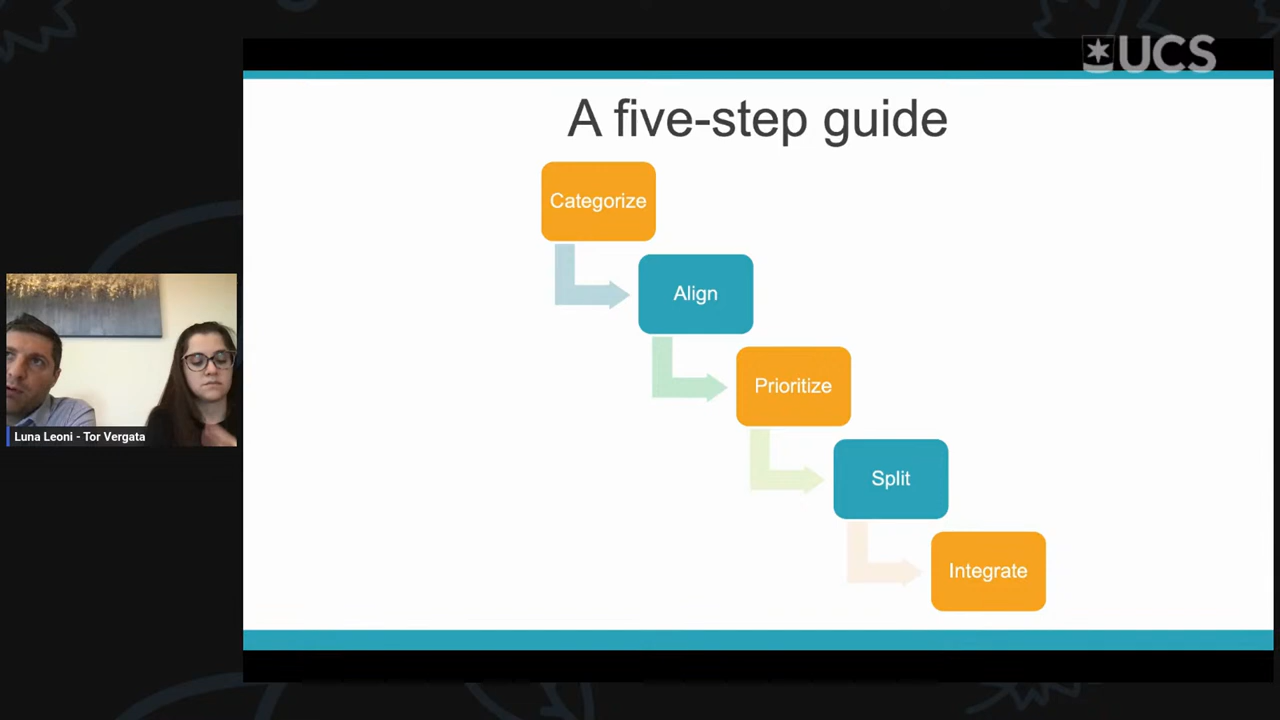 UCS
A five-step guide
Categorize
Align
Prioritize
Split
Integrate
Luna Leoni - Tor Vergata